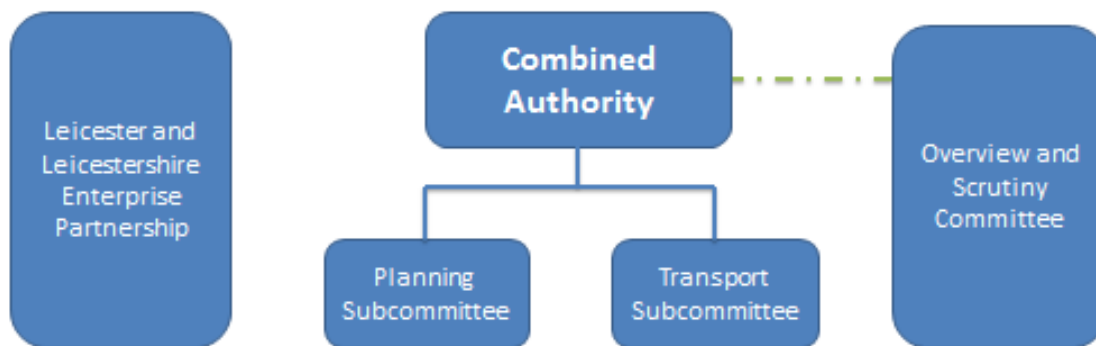 Leicester and
Leicestershire
Enterprise
Partnership
Combined
Authority
Overview and
Scrutiny
Committee
Planning
Subcommittee
Transport
Subcommittee